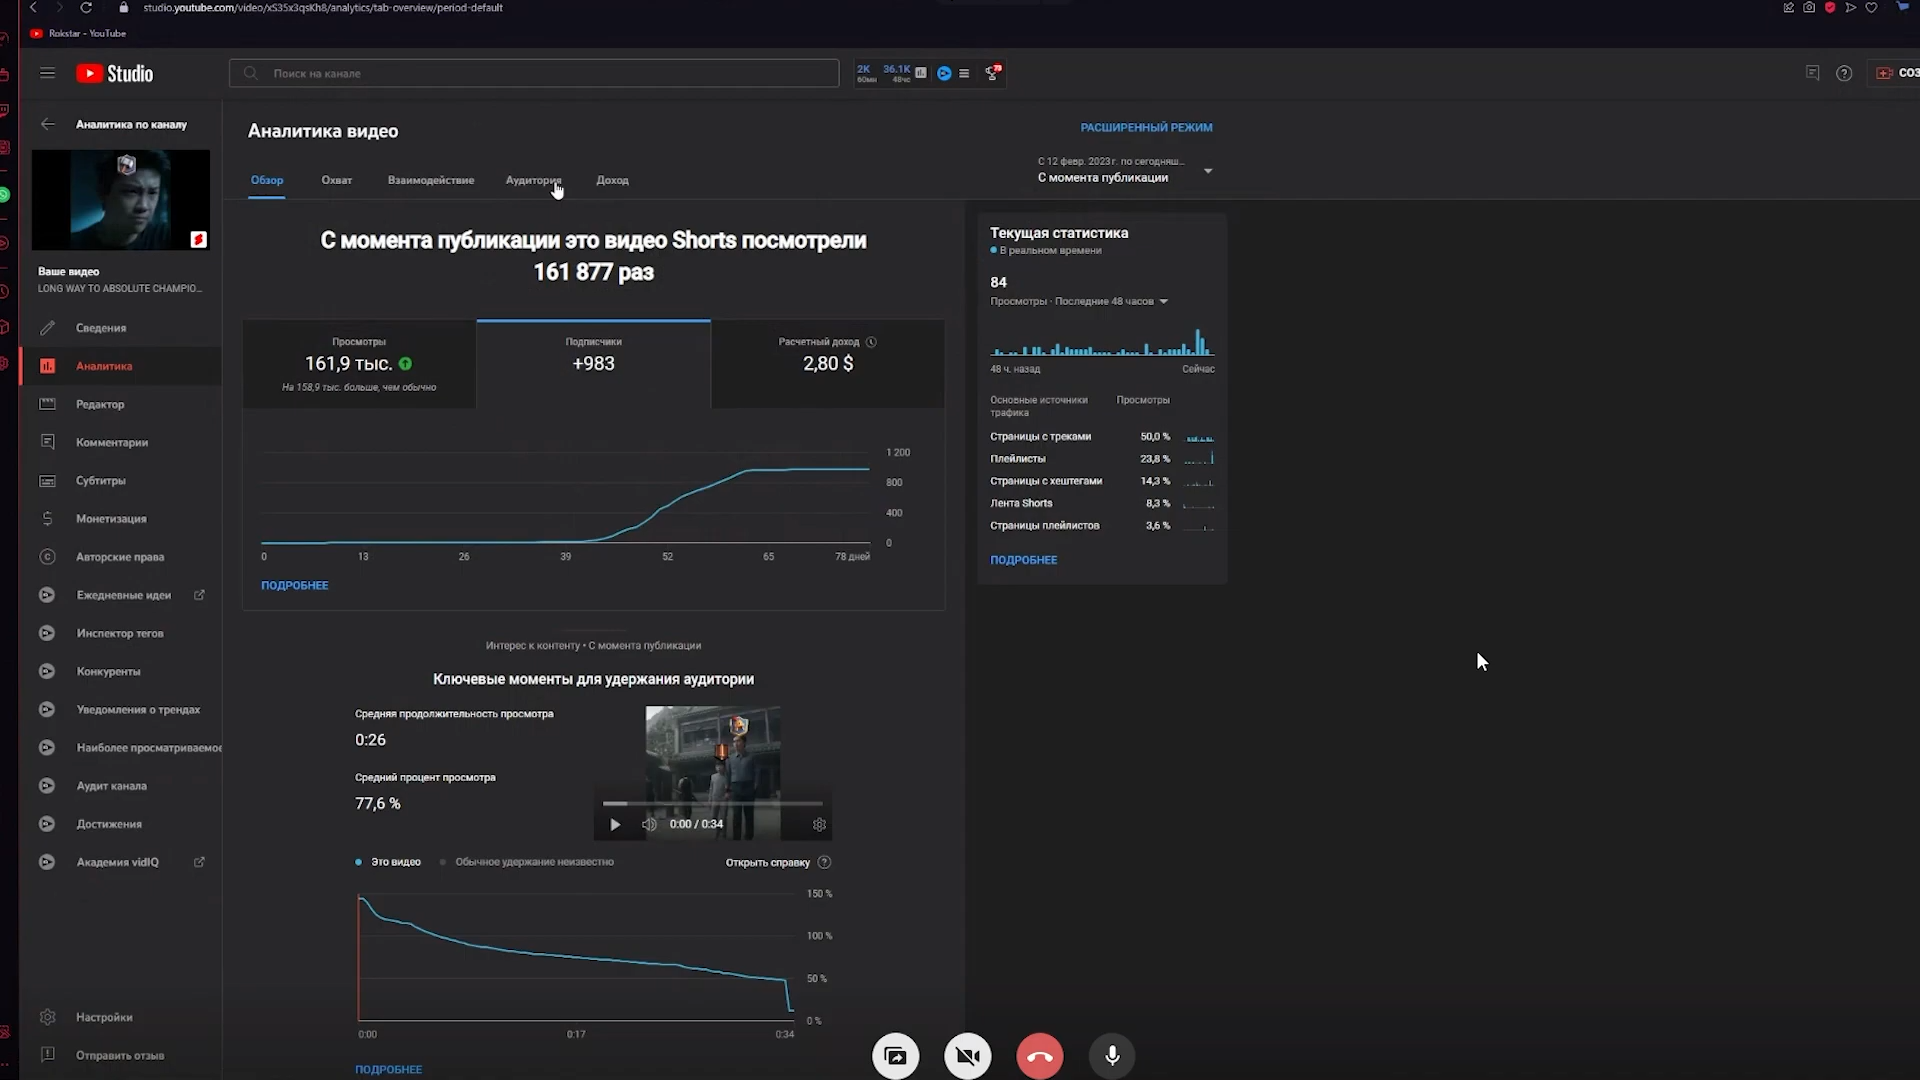 studio.youtube.com/video/xS35x3qsKh8/analytics/tab-overview/period-default
Rokstar - YouTube
Studio
Поиск на канале
2K 36.1K
60мн 48чс
СОЗ
Аналитика по каналу
Ваше видео
LONG WAY TO ABSOLUTE CHAMPIO...
Сведения
Аналитика
Редактор
Комментарии
Субтитры
Монетизация
Авторские права
Ежедневные идеи
Инспектор тегов
Конкуренты
Уведомления о трендах
Наиболее просматриваемое
Аудит канала
Достижения
Академия vidIQ
Настройки
Отправить отзыв
Аналитика видео
РАСШИРЕННЫЙ РЕЖИМ
Обзор Охват Взаимодействие Аудитория Доход
С 12 февр. 2023 г. по сегодняш...
С момента публикации
С момента публикации это видео Shorts посмотрели
161 877 раз
Просмотры
161,9 тыс.
На 158,9 тыс. больше, чем обычно
Подписчики
+983
Расчетный доход
2,80 $
1 200
800
400
0
0 13 26 39 52 65 78 дней
ПОДРОБНЕЕ
Интерес к контенту • С момента публикации
Ключевые моменты для удержания аудитории
Средняя продолжительность просмотра
0:26
Средний процент просмотра
77,6 %
0:00 / 0:34
Это видео Обычное удержание неизвестно Открыть справку
150 %
100 %
50 %
0 %
0:00 0:17 0:34
ПОДРОБНЕЕ
Текущая статистика
В реальном времени
84
Просмотры · Последние 48 часов
48 ч. назад Сейчас
Основные источники трафика Просмотры
Страницы с треками 50,0 %
Плейлисты 23,8 %
Страницы с хештегами 14,3 %
Лента Shorts 8,3 %
Страницы плейлистов 3,6 %
ПОДРОБНЕЕ